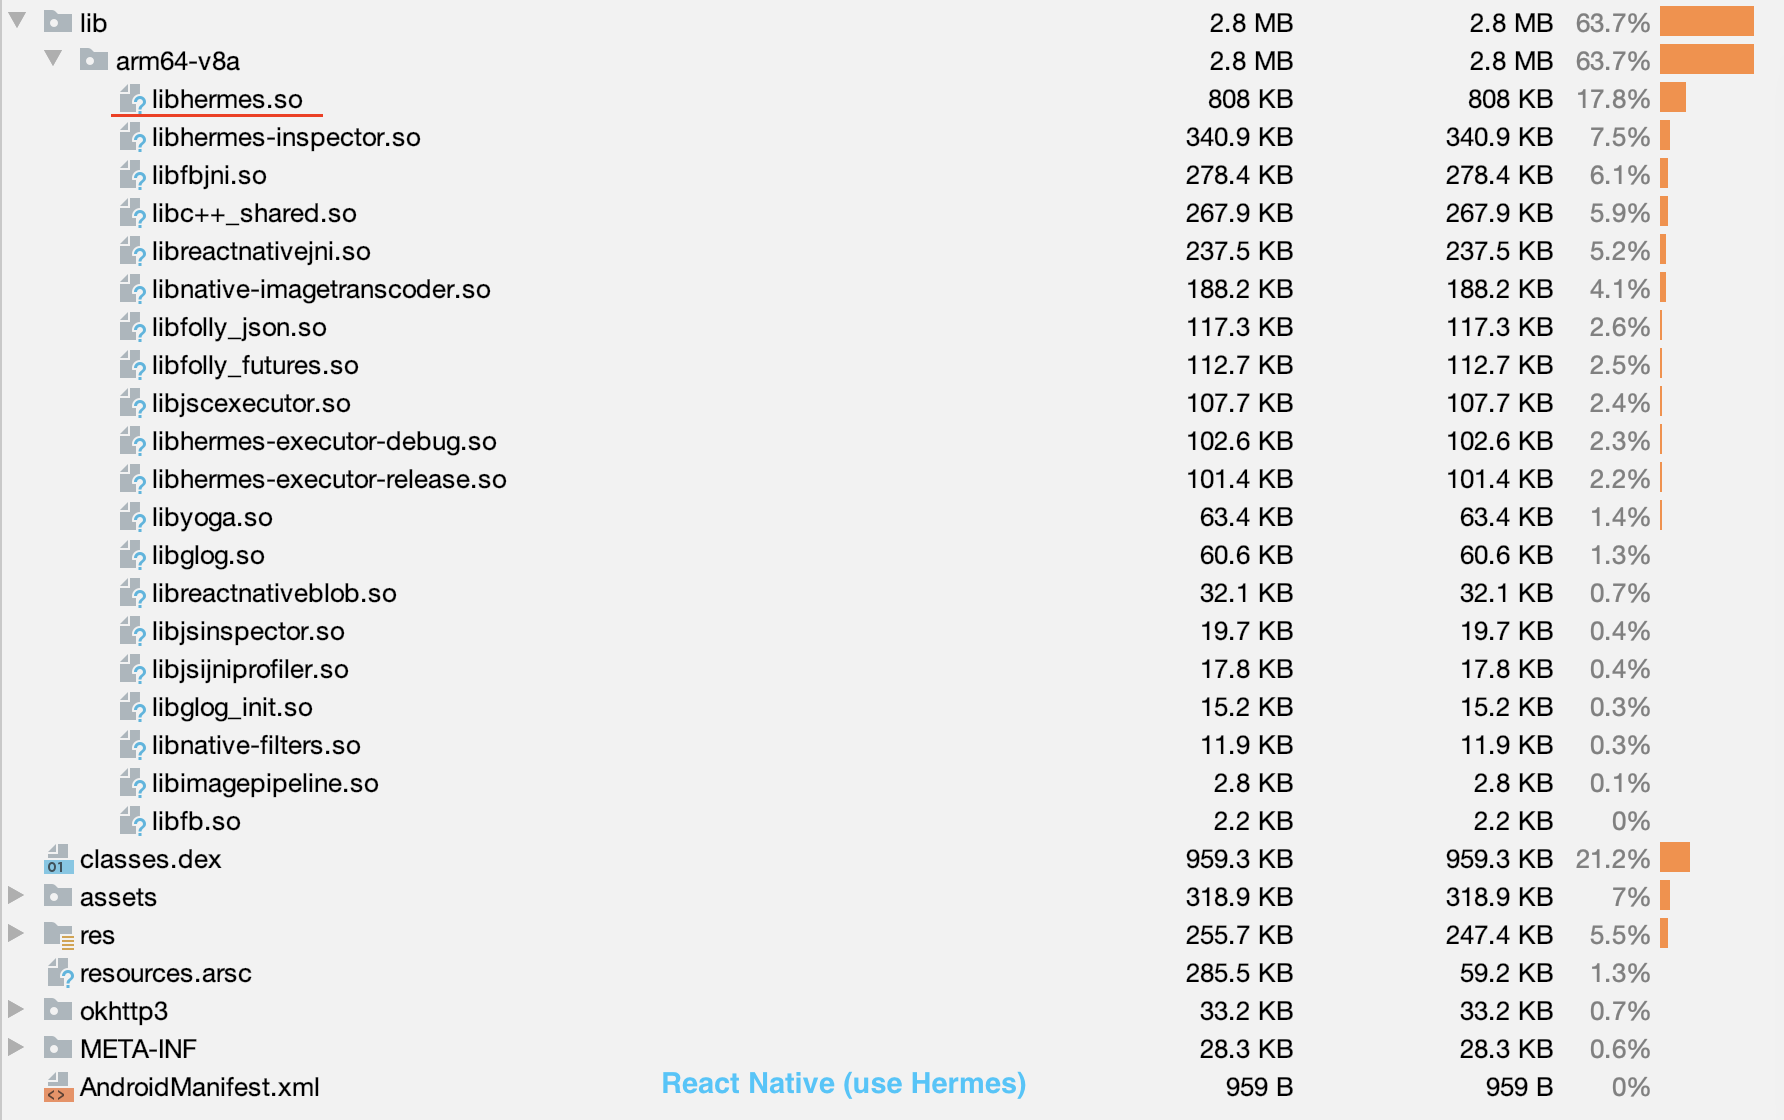 lib 2.8 MB 2.8 MB 63.7%
arm64-v8a 2.8 MB 2.8 MB 63.7%
libhermes.so 808 KB 808 KB 17.8%
libhermes-inspector.so 340.9 KB 340.9 KB 7.5%
libfbjni.so 278.4 KB 278.4 KB 6.1%
libc++_shared.so 267.9 KB 267.9 KB 5.9%
libreactnativejni.so 237.5 KB 237.5 KB 5.2%
libnative-imagetranscoder.so 188.2 KB 188.2 KB 4.1%
libfolly_json.so 117.3 KB 117.3 KB 2.6%
libfolly_futures.so 112.7 KB 112.7 KB 2.5%
libjscexecutor.so 107.7 KB 107.7 KB 2.4%
libhermes-executor-debug.so 102.6 KB 102.6 KB 2.3%
libhermes-executor-release.so 101.4 KB 101.4 KB 2.2%
libyoga.so 63.4 KB 63.4 KB 1.4%
libglog.so 60.6 KB 60.6 KB 1.3%
libreactnativeblob.so 32.1 KB 32.1 KB 0.7%
libjsinspector.so 19.7 KB 19.7 KB 0.4%
libjsijniprofiler.so 17.8 KB 17.8 KB 0.4%
libglog_init.so 15.2 KB 15.2 KB 0.3%
libnative-filters.so 11.9 KB 11.9 KB 0.3%
libimagepipeline.so 2.8 KB 2.8 KB 0.1%
libfb.so 2.2 KB 2.2 KB 0%
01 classes.dex 959.3 KB 959.3 KB 21.2%
assets 318.9 KB 318.9 KB 7%
res 255.7 KB 247.4 KB 5.5%
resources.arsc 285.5 KB 59.2 KB 1.3%
okhttp3 33.2 KB 33.2 KB 0.7%
META-INF 28.3 KB 28.3 KB 0.6%
AndroidManifest.xml React Native (use Hermes) 959 B 959 B 0%